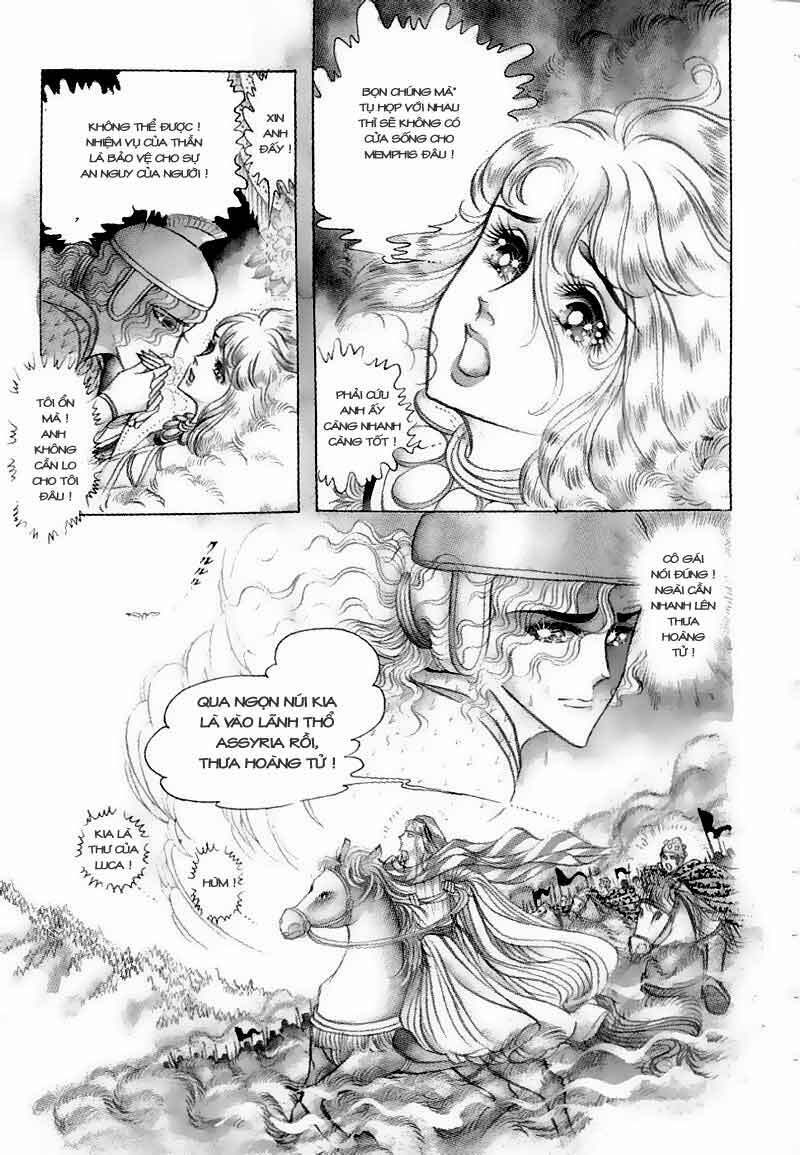 BỌN CHÚNG MÀ
TỤ HỌP VỚI NHAU
THÌ SẼ KHÔNG CÓ
CỬA SỐNG CHO
MEMPHIS ĐÂU !
PHẢI CỨU
ANH ẤY
CÀNG NHANH
CÀNG TỐT !
XIN
ANH
ĐẤY !
KHÔNG THỂ ĐƯỢC !
NHIỆM VỤ CỦA THẦN
LÀ BẢO VỆ CHO SỰ
AN NGUY CỦA NGƯỜI !
TÔI ỔN
MÀ !
ANH
KHÔNG
CẦN LO
CHO TÔI
ĐÂU !
CÔ GÁI
NÓI ĐÚNG !
NGÀI CẦN
NHANH LÊN
THƯA
HOÀNG
TỬ !
QUA NGỌN NÚI KIA
LÀ VÀO LÃNH THỔ
ASSYRIA RỒI,
THƯA HOÀNG TỬ !
KIA LÀ
THƯ CỦA
LUCA !
HỪM !